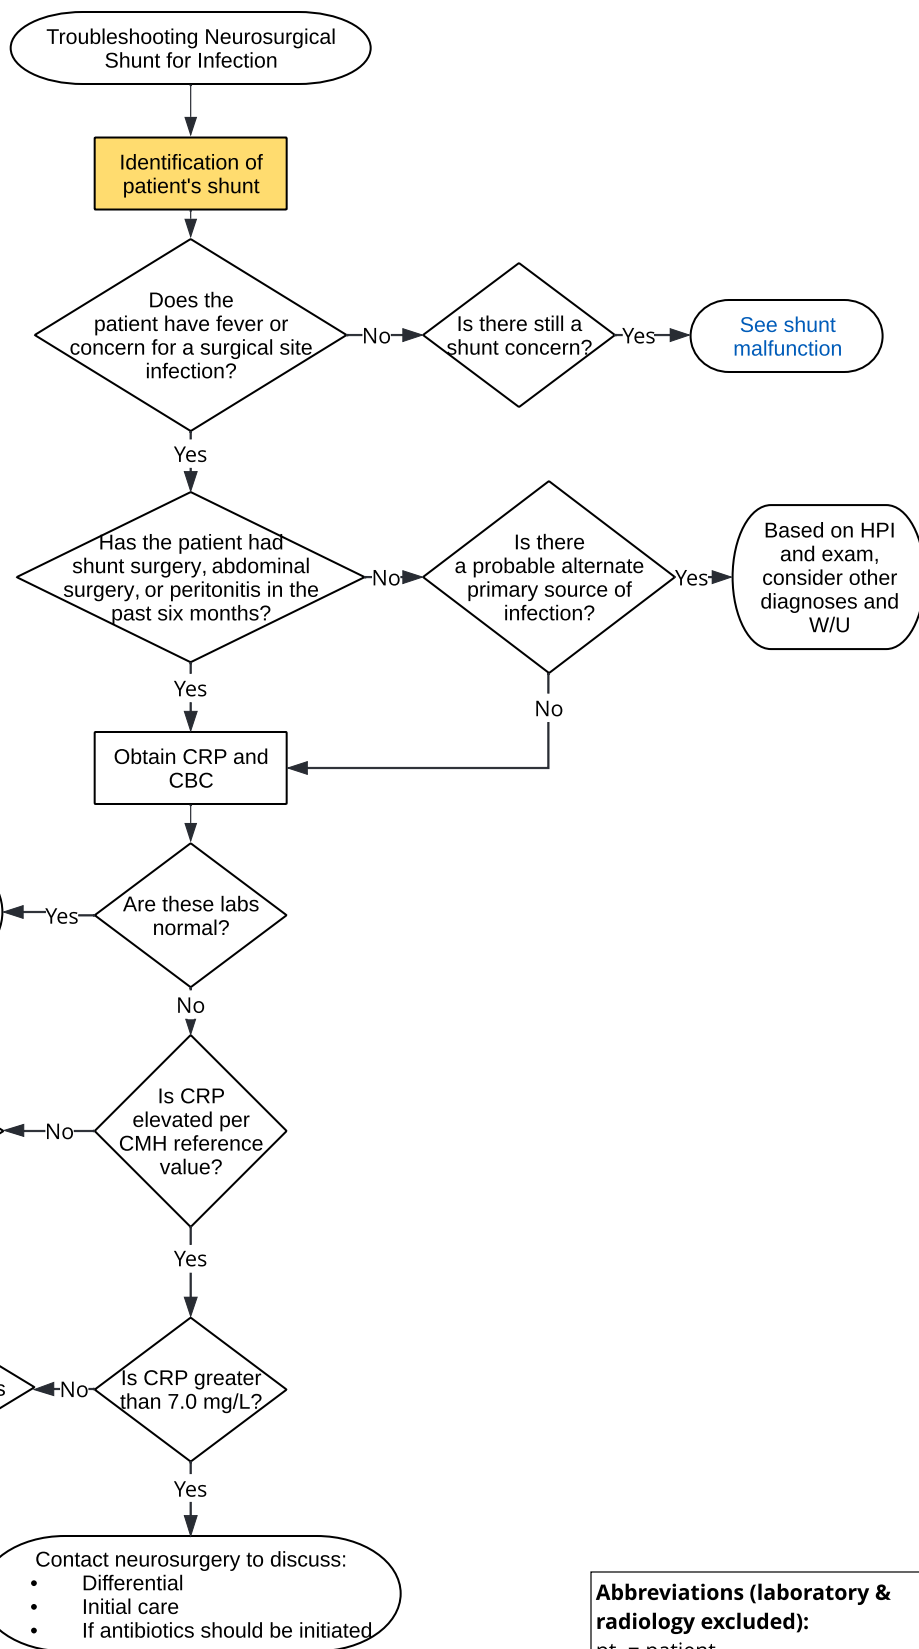 Troubleshooting Neurosurgical
Shunt for Infection
Identification of
patient's shunt
Does the
patient have fever or
concern for a surgical site
infection?
No
Is there still a
shunt concern?
Yes
See shunt
malfunction
Yes
Has the patient had
shunt surgery, abdominal
surgery, or peritonitis in the
past six months?
No
Is there
a probable alternate
primary source of
infection?
Yes
Based on HPI
and exam,
consider other
diagnoses and
W/U
Yes
No
Obtain CRP and
CBC
Are these labs
normal?
Yes
No
Is CRP
elevated per
CMH reference
value?
No
Yes
Is CRP greater
than 7.0 mg/L?
No
s
Yes
Contact neurosurgery to discuss:
• Differential
• Initial care
• If antibiotics should be initiated
Abbreviations (laboratory &
radiology excluded):
pt. = patient